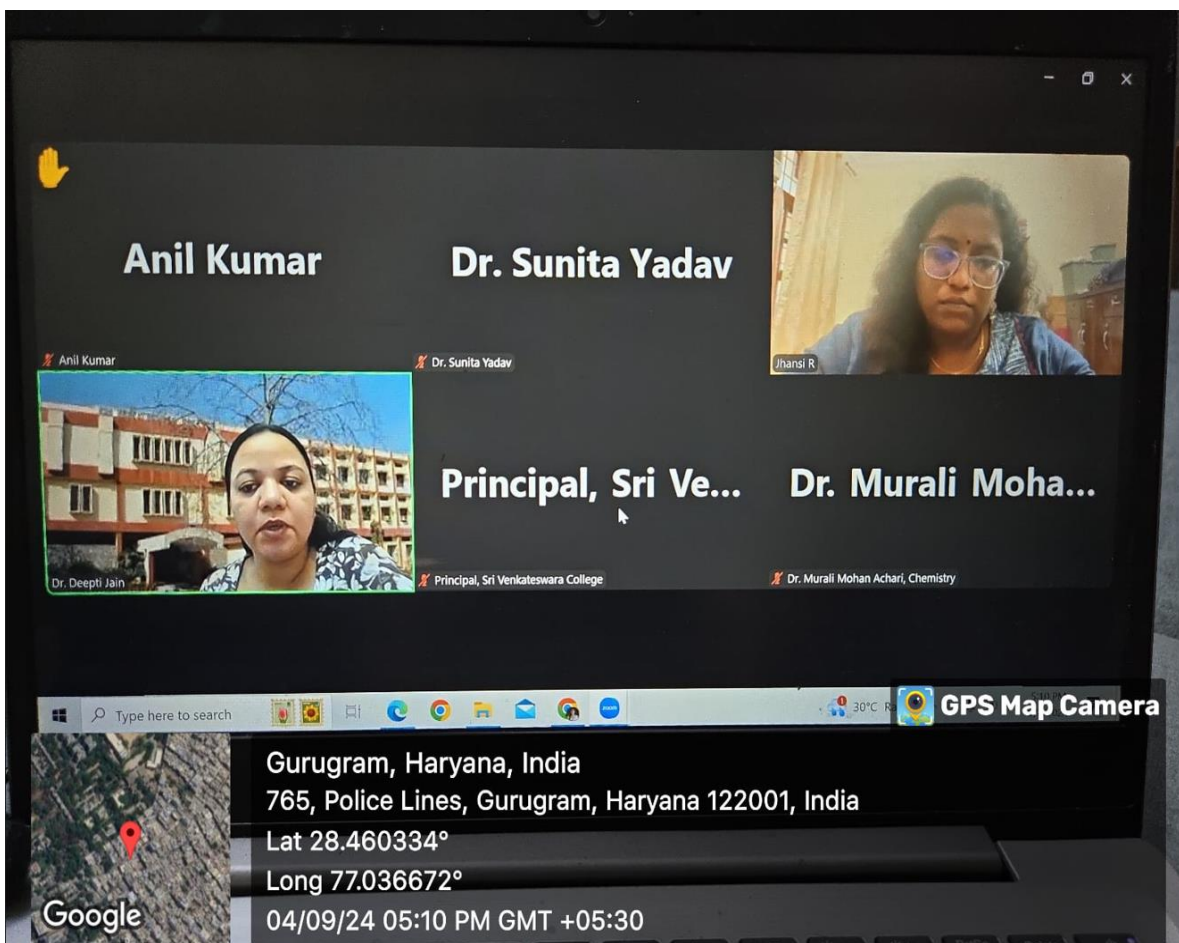 Anil Kumar
Dr. Sunita Yadav
Anil Kumar
Dr. Sunita Yadav
Jhansi R
Principal, Sri Ve...
Dr. Murali Moha...
Dr. Deepti Jain
Principal, Sri Venkateswara College
Dr. Murali Mohan Achari, Chemistry
Type here to search
zoom
1
30°C
GPS Map Camera
Gurugram, Haryana, India
765, Police Lines, Gurugram, Haryana 122001, India
Lat 28.460334°
Long 77.036672°
04/09/24 05:10 PM GMT +05:30
Google